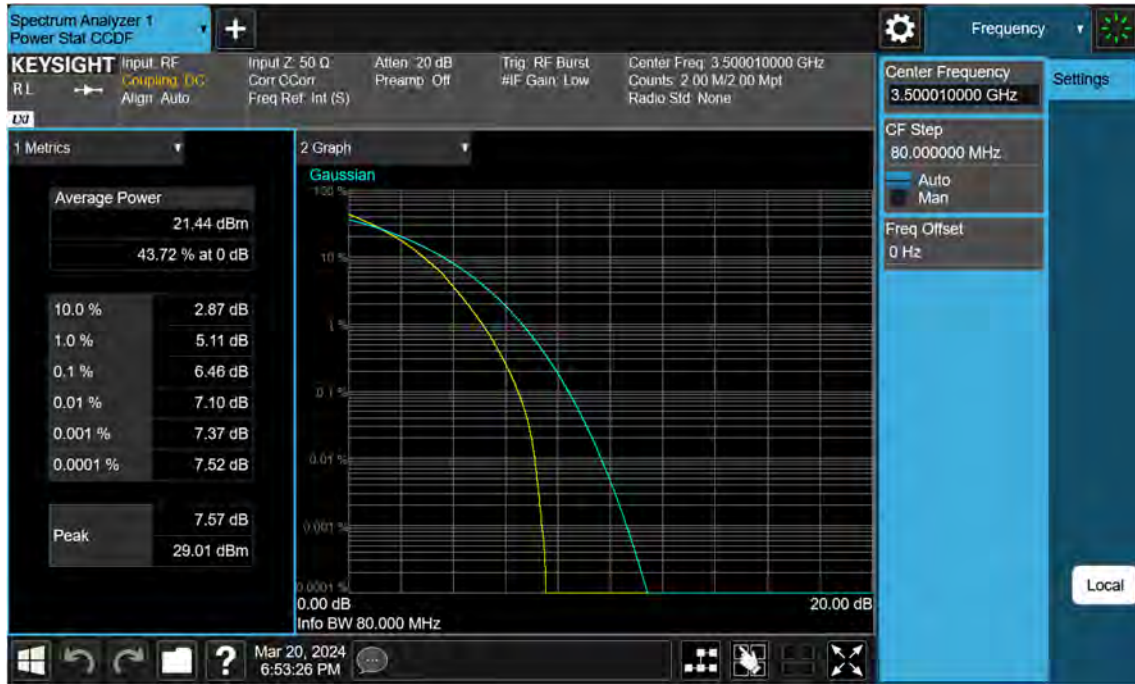 Spectrum Analyzer 1
Power Stat CCDF
+
Frequency
KEYSIGHT
RL
LXI
Input: RF
Coupling: DC
Align: Auto
Input Z: 50 Ω
Corr CCorr
Freq Ref: Int (S)
Atten: 20 dB
Preamp: Off
Trig: RF Burst
#IF Gain: Low
Center Freq: 3.500010000 GHz
Counts: 2.00 M/2.00 Mpt
Radio Std: None
Center Frequency
3.500010000 GHz
Settings
CF Step
80.000000 MHz
Auto
Man
Freq Offset
0 Hz
Local
1 Metrics
Average Power
21.44 dBm
43.72 % at 0 dB
10.0 % 2.87 dB
1.0 % 5.11 dB
0.1 % 6.46 dB
0.01 % 7.10 dB
0.001 % 7.37 dB
0.0001 % 7.52 dB
Peak
7.57 dB
29.01 dBm
2 Graph
Gaussian
100 %
10 %
1 %
0.1 %
0.01 %
0.001 %
0.0001 %
0.00 dB 20.00 dB
Info BW 80.000 MHz
?
Mar 20, 2024
6:53:26 PM